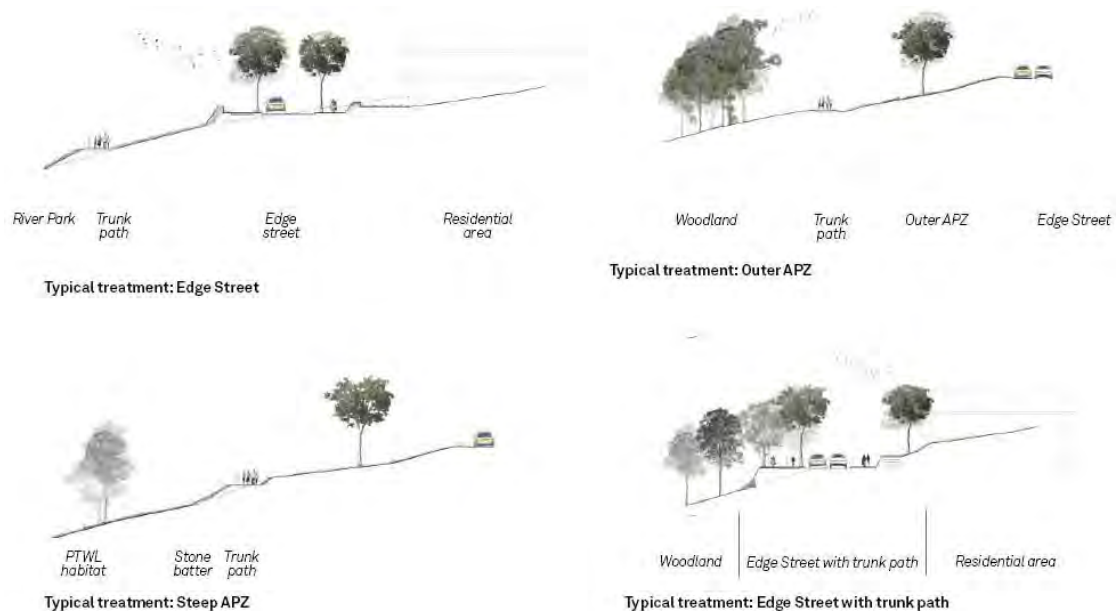 River Park Trunk path Edge street Residential area
Typical treatment: Edge Street
Woodland Trunk path Outer APZ Edge Street
Typical treatment: Outer APZ
PTWL habitat Stone batter Trunk path
Typical treatment: Steep APZ
Woodland Edge Street with trunk path Residential area
Typical treatment: Edge Street with trunk path